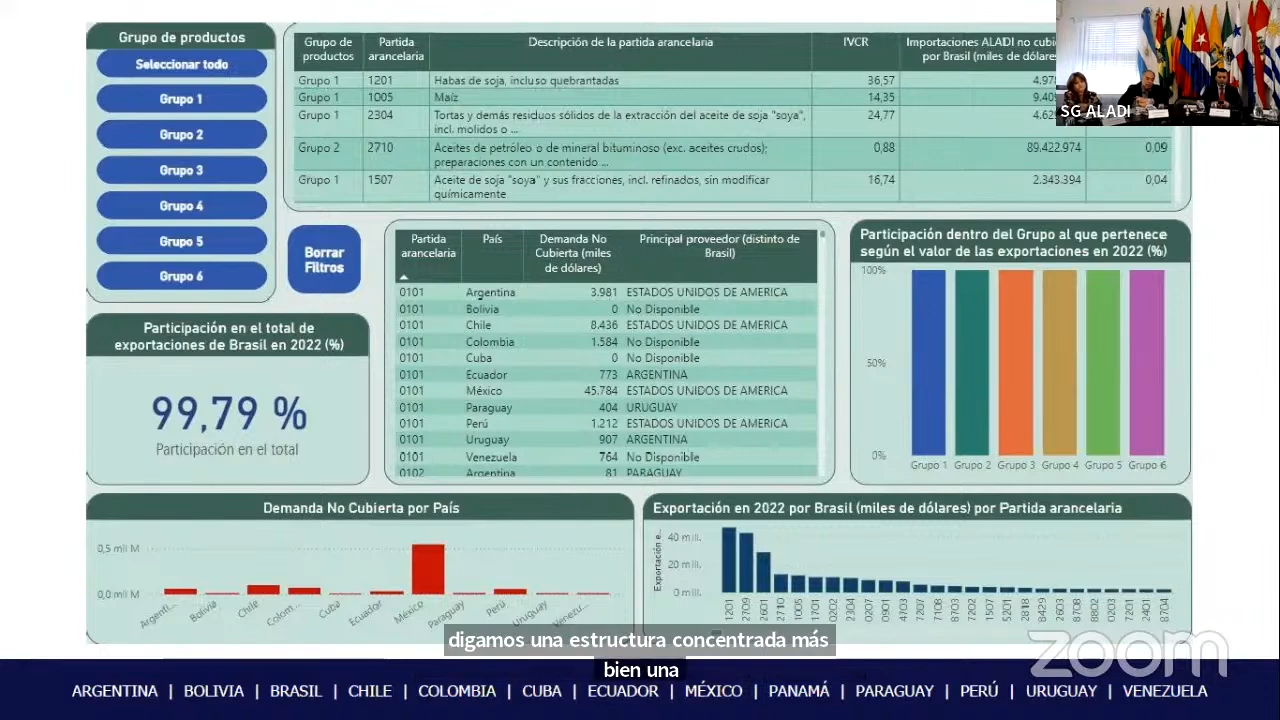 Grupo de productos
Seleccionar todo
Grupo 1
Grupo 2
Grupo 3
Grupo 4
Grupo 5
Grupo 6
Borrar
Filtros
Grupo de productos Partida arancelaria Descripción de la partida arancelaria IVCR Importaciones ALADI no
por Brasil (miles de
Grupo 1 1201 Habas de soja, incluso quebrantadas 36,57
Grupo 1 1005 Maíz 14,35
Grupo 1 2304 Tortas y demás residuos sólidos de la extracción del aceite de soja "soya", 24,77
incl. molidos o ...
Grupo 2 2710 Aceites de petróleo o de mineral bituminoso (exc. aceites crudos); 0,88 89.422.974 0,09
preparaciones con un contenido ...
Grupo 1 1507 Aceite de soja "soya" y sus fracciones, incl. refinados, sin modificar 16,74 2.343.394 0,04
químicamente
SG ALADI
Participación en el total de
exportaciones de Brasil en 2022 (%)
99,79 %
Participación en el total
Partida arancelaria País Demanda No Cubierta (miles de dólares) Principal proveedor (distinto de Brasil)
0101 Argentina 3.981 ESTADOS UNIDOS DE AMERICA
0101 Bolivia 0 No Disponible
0101 Chile 8.436 ESTADOS UNIDOS DE AMERICA
0101 Colombia 1.584 No Disponible
0101 Cuba 0 No Disponible
0101 Ecuador 773 ARGENTINA
0101 México 45.784 ESTADOS UNIDOS DE AMERICA
0101 Paraguay 404 URUGUAY
0101 Perú 1.212 ESTADOS UNIDOS DE AMERICA
0101 Uruguay 907 ARGENTINA
0101 Venezuela 764 No Disponible
0102 Argentina 81 PARAGUAY
Participación dentro del Grupo al que pertenece
según el valor de las exportaciones en 2022 (%)
100%
50%
0%
Grupo 1 Grupo 2 Grupo 3 Grupo 4 Grupo 5 Grupo 6
Demanda No Cubierta por País
0,5 mil M
0,0 mil M
Argenti... Bolivia Chile Colom... Cuba Ecuador México Paraguay Perú Uruguay Venezu...
Exportación en 2022 por Brasil (miles de dólares) por Partida arancelaria
Exportación e...
40 mill.
20 mill.
0 mill.
1201 2709 2601 2710 1005 1701 0202 2304 0207 0901 4703 7207 7108 8703 7202 1507 5201 2818 8429 2603 8708 8802 0203 7201 2401 8704
digamos una estructura concentrada más
bien una
zoom
ARGENTINA | BOLIVIA | BRASIL | CHILE | COLOMBIA | CUBA | ECUADOR | MÉXICO | PANAMÁ | PARAGUAY | PERÚ | URUGUAY | VENEZUELA